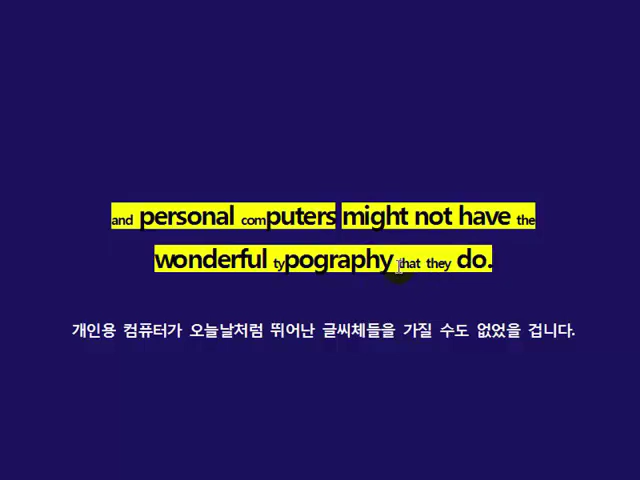 and personal computers might not have the
wonderful typography that they do.
개인용 컴퓨터가 오늘날처럼 뛰어난 글씨체들을 가질 수도 없었을 겁니다.